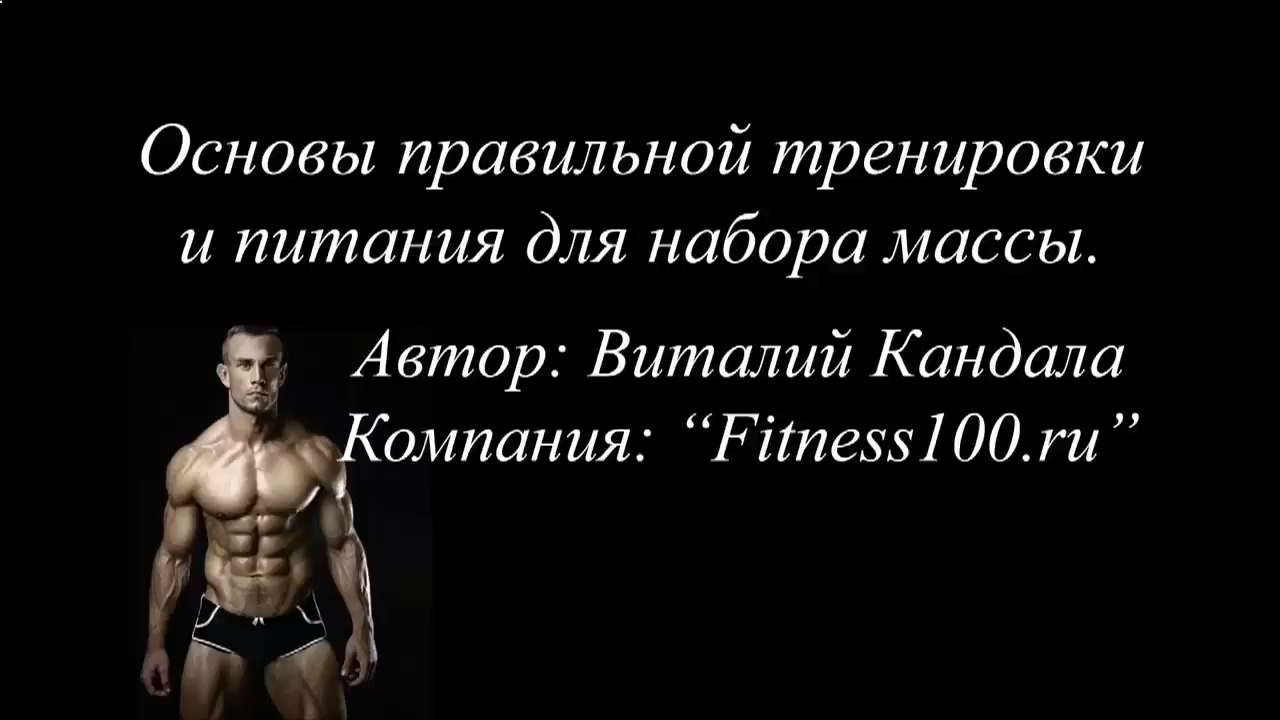 Основы правильной тренировки
и питания для набора массы.
Автор: Виталий Кандала
Компания: “Fitness100.ru”